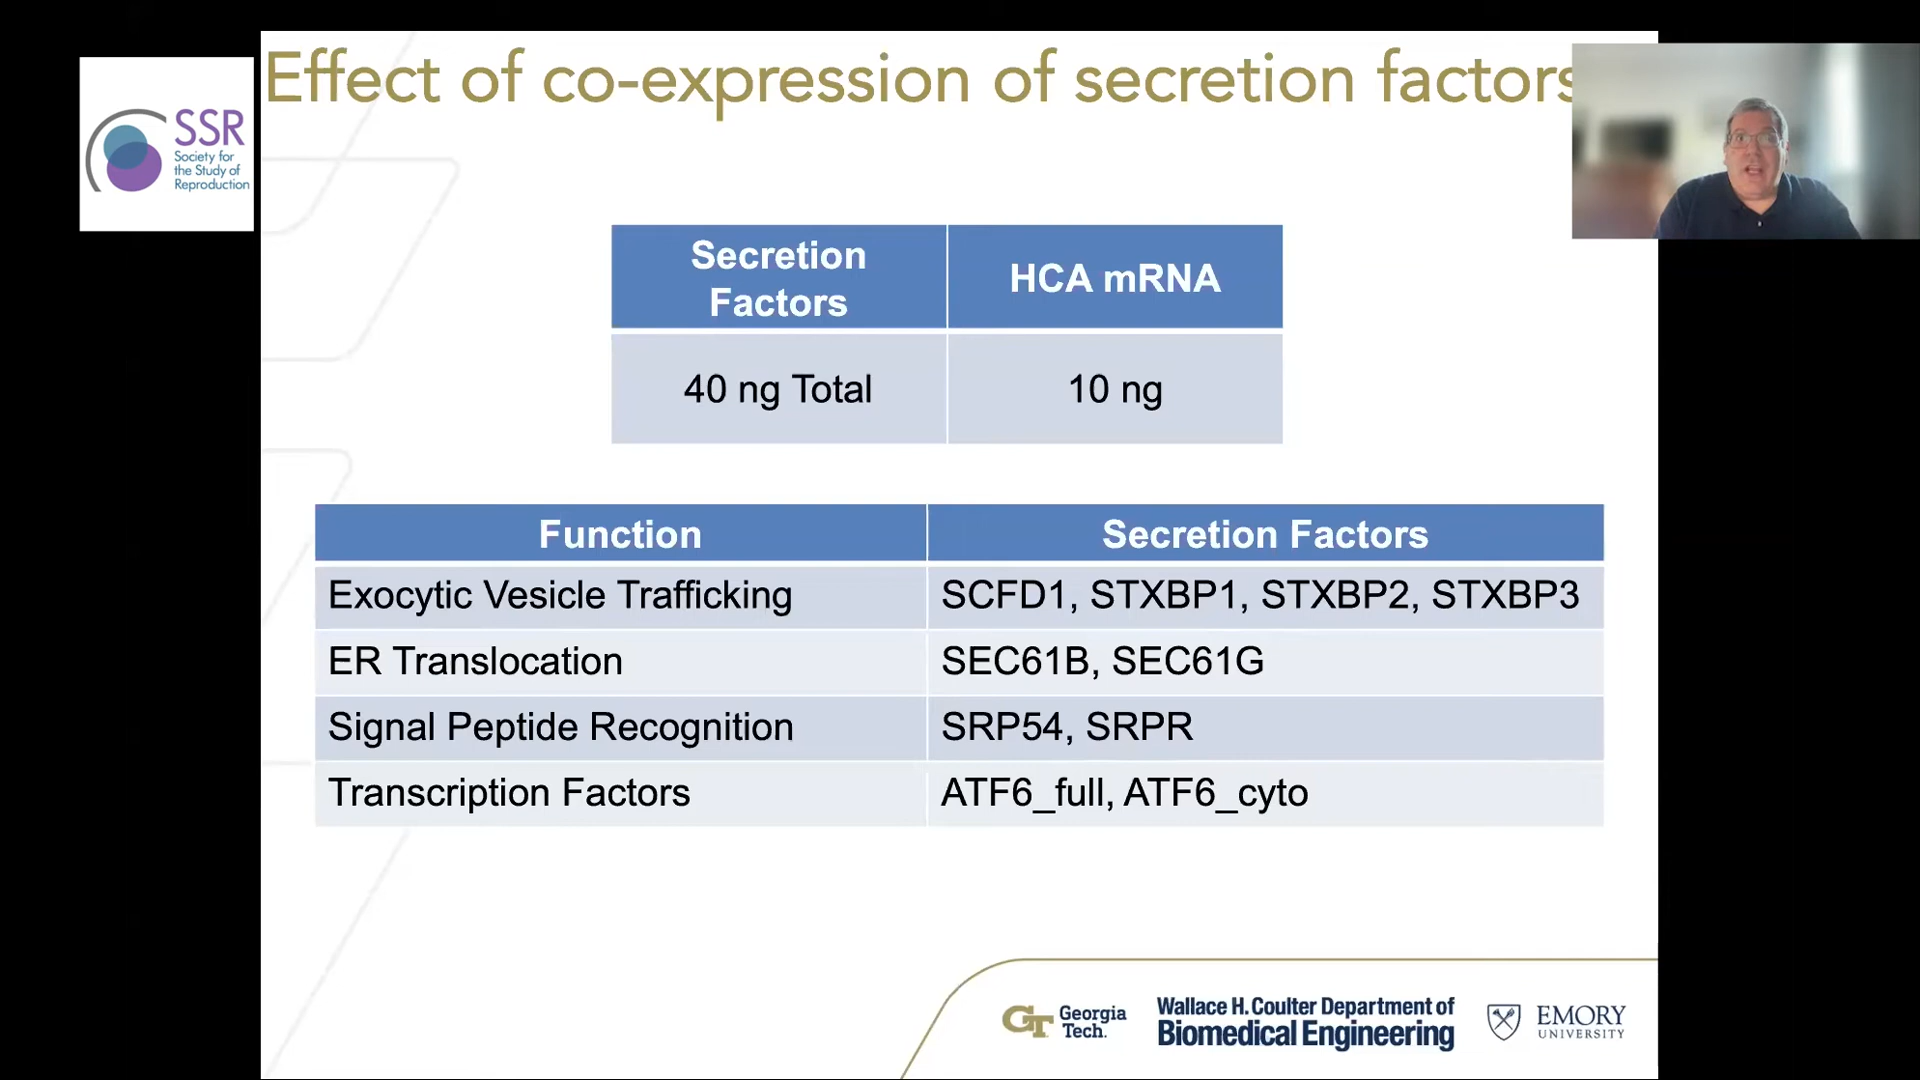 Effect of co-expression of secretion factors
SSR
Society for
the Study of
Reproduction
Secretion
Factors
HCA mRNA
40 ng Total
10 ng
Function
Secretion Factors
Exocytic Vesicle Trafficking
SCFD1, STXBP1, STXBP2, STXBP3
ER Translocation
SEC61B, SEC61G
Signal Peptide Recognition
SRP54, SRPR
Transcription Factors
ATF6_full, ATF6_cyto
GT
Georgia
Tech.
Wallace H. Coulter Department of
Biomedical Engineering
EMORY
UNIVERSITY